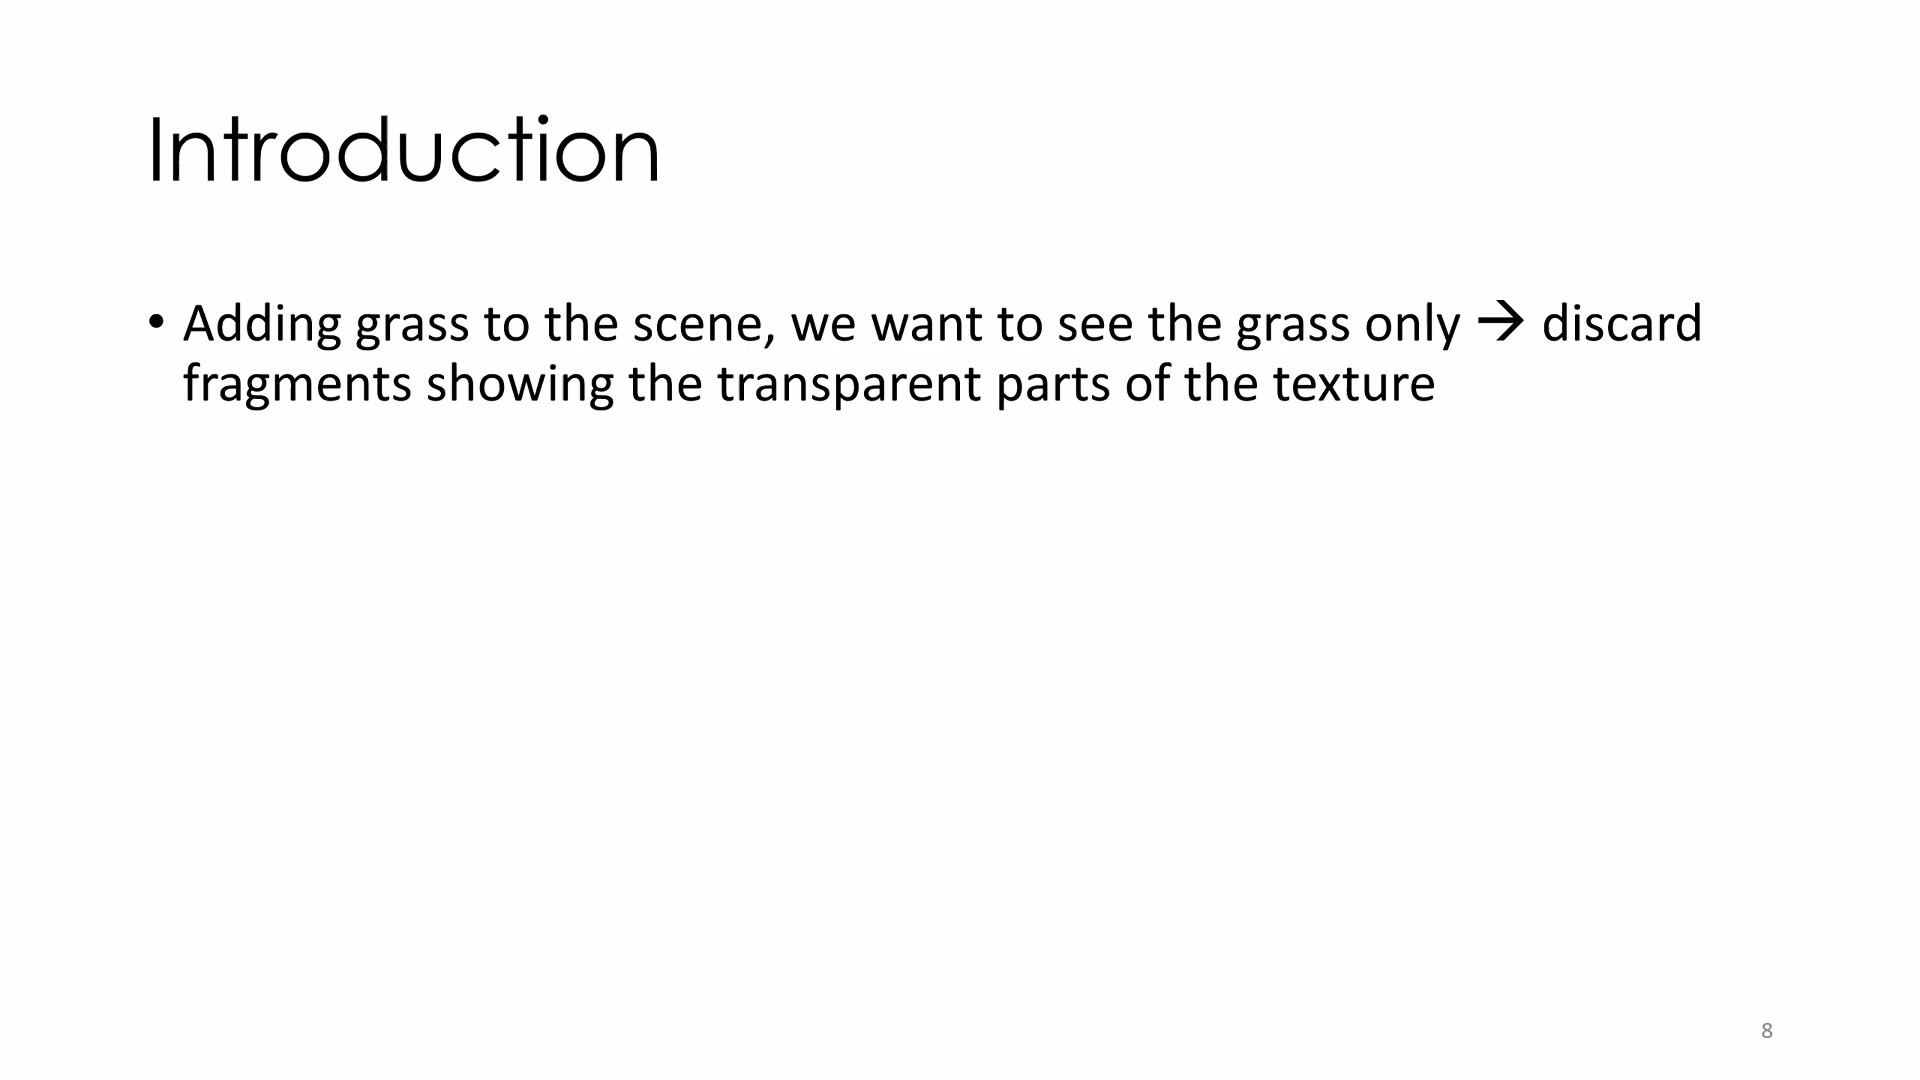 Introduction
• Adding grass to the scene, we want to see the grass only → discard
fragments showing the transparent parts of the texture
8